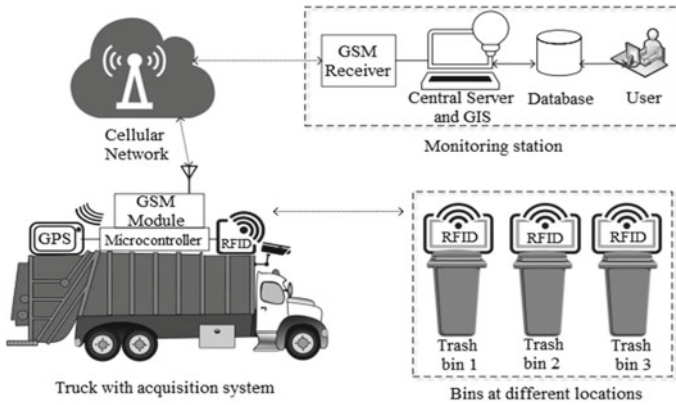 GSM
Receiver
Central Server
and GIS
Database
User
Monitoring station
Cellular
Network
GSM
Module
GPS
Microcontroller
RFID
Truck with acquisition system
RFID
RFID
RFID
Trash
bin 1
Trash
bin 2
Trash
bin 3
Bins at different locations